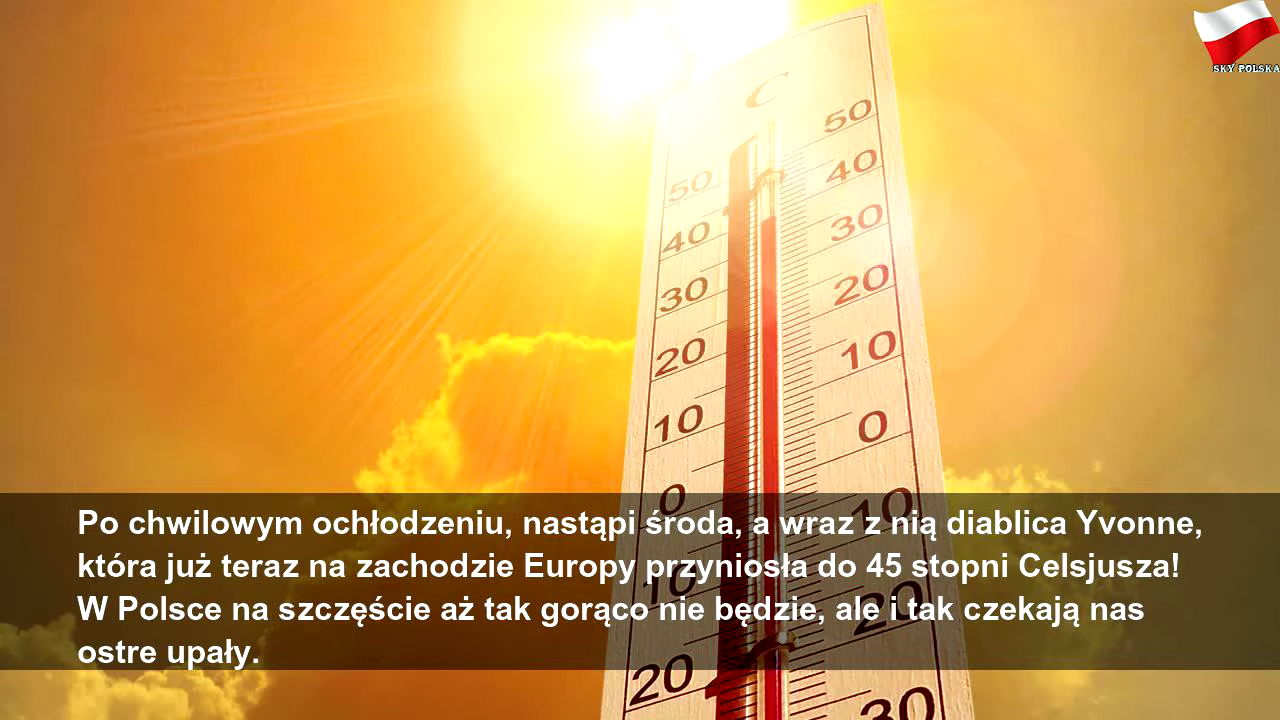 SKY POLSKA
C
50
50
40
40
30
30
20
20
10
10
0
0
10
10
20
20
30
Po chwilowym ochłodzeniu, nastąpi środa, a wraz z nią diablica Yvonne,
która już teraz na zachodzie Europy przyniosła do 45 stopni Celsjusza!
W Polsce na szczęście aż tak gorąco nie będzie, ale i tak czekają nas
ostre upały.